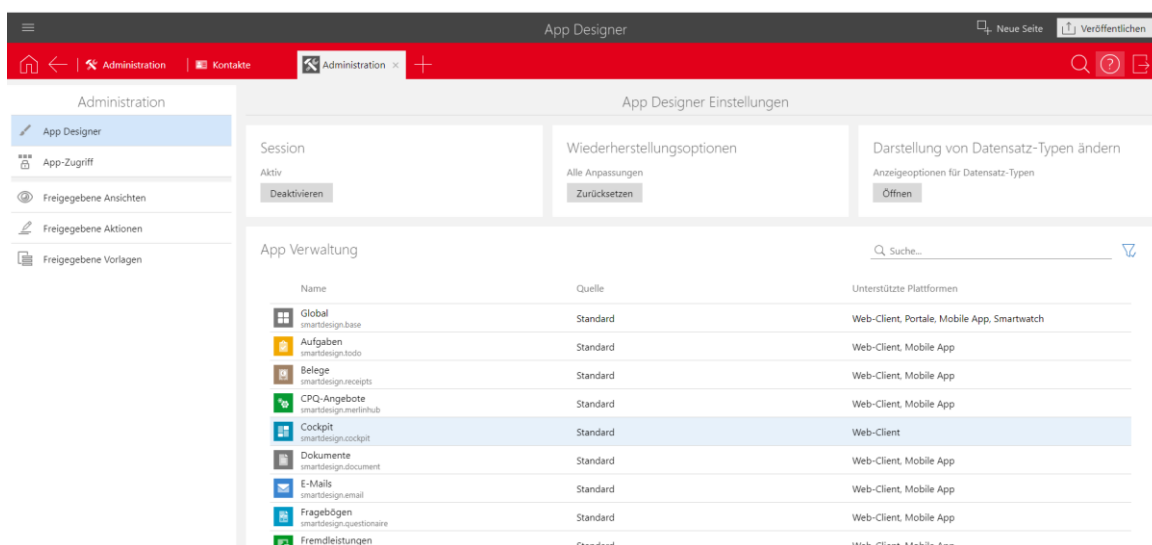 App Designer
Neue Seite
Veröffentlichen
Administration
Kontakte
Administration
Administration
App Designer
App-Zugriff
Freigegebene Ansichten
Freigegebene Aktionen
Freigegebene Vorlagen
App Designer Einstellungen
Session
Aktiv
Deaktivieren
Wiederherstellungsoptionen
Alle Anpassungen
Zurücksetzen
Darstellung von Datensatz-Typen ändern
Anzeigeoptionen für Datensatz-Typen
Öffnen
App Verwaltung
Suche...
Name Quelle Unterstützte Plattformen
Global Standard Web-Client, Portale, Mobile App, Smartwatch
smartdesign.base
Aufgaben Standard Web-Client, Mobile App
smartdesign.todo
Belege Standard Web-Client, Mobile App
smartdesign.receipts
CPQ-Angebote Standard Web-Client, Mobile App
smartdesign.merlinhub
Cockpit Standard Web-Client
smartdesign.cockpit
Dokumente Standard Web-Client, Mobile App
smartdesign.document
E-Mails Standard Web-Client, Mobile App
smartdesign.email
Fragebögen Standard Web-Client, Mobile App
smartdesign.questionaire
Fremdleistungen Standard Web-Client, Mobile App